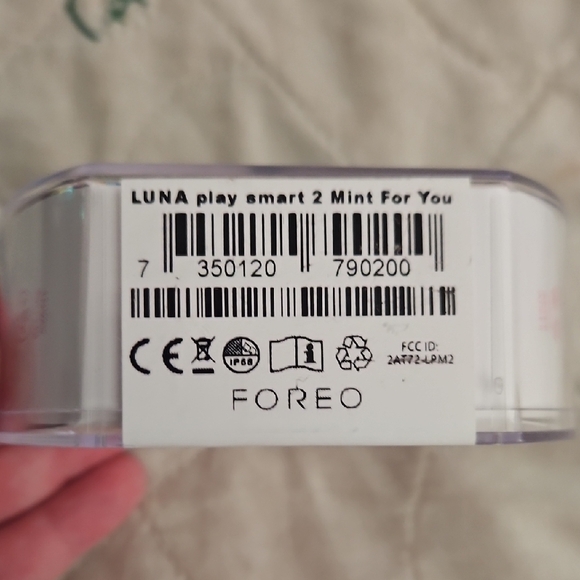 LUNA play smart 2 Mint For You
7 350120 790200
IP68
FCC ID:
2AT72-LPM2
FOREO